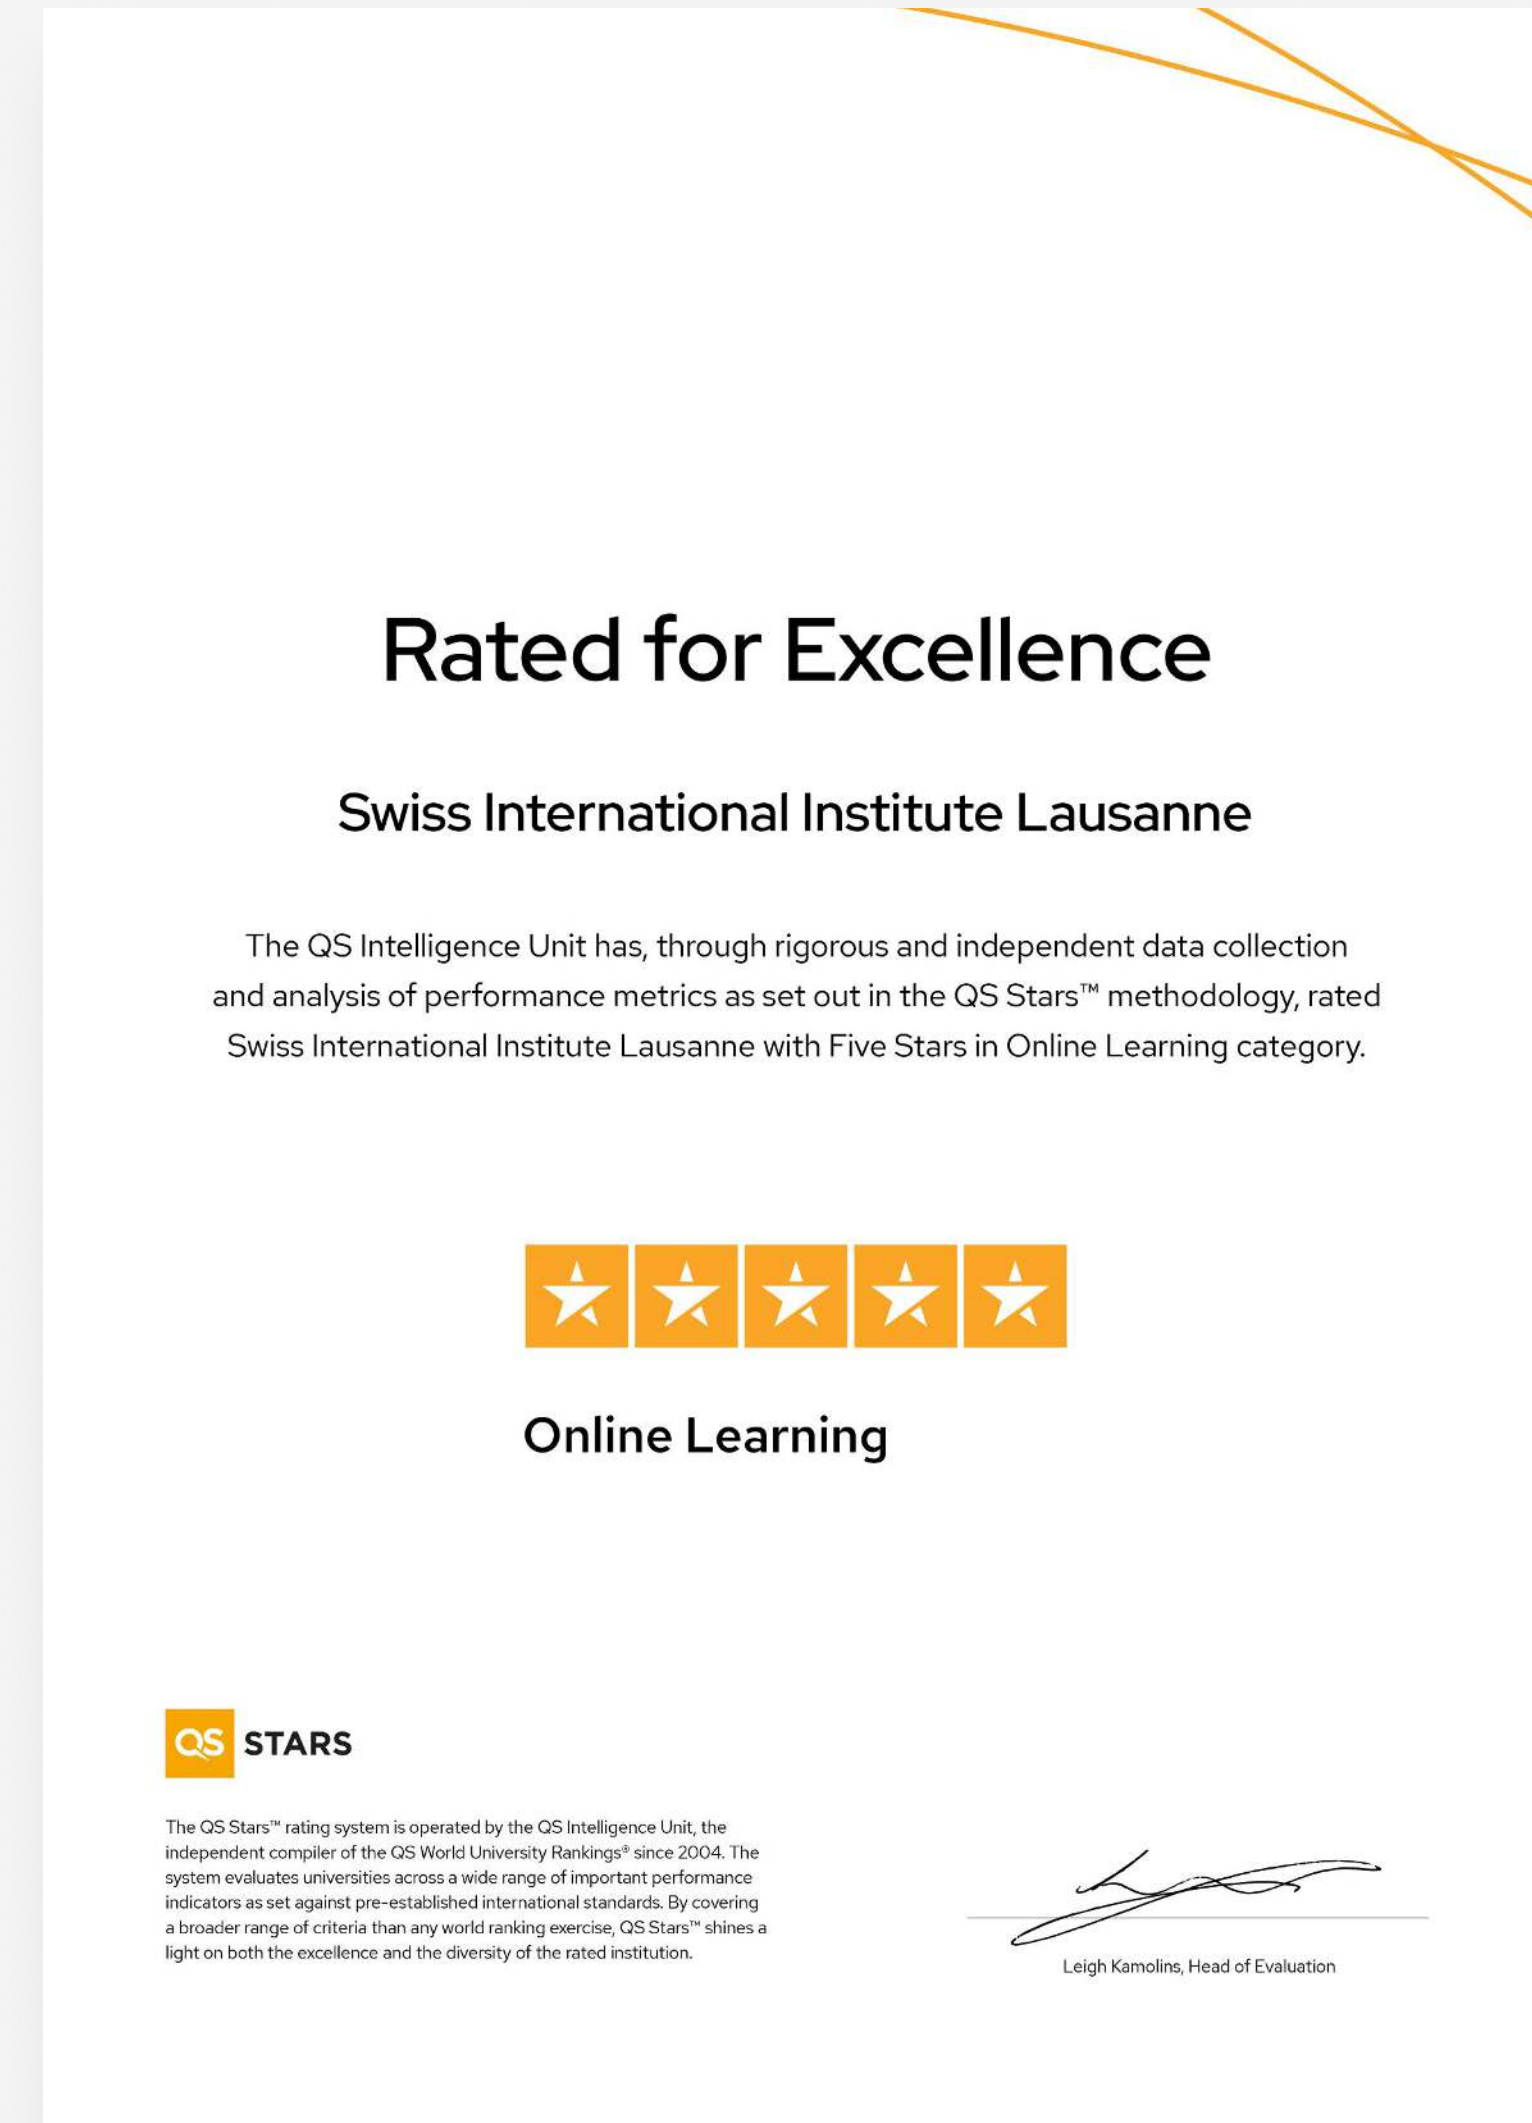 Rated for Excellence
Swiss International Institute Lausanne
The QS Intelligence Unit has, through rigorous and independent data collection
and analysis of performance metrics as set out in the QS Stars™ methodology, rated
Swiss International Institute Lausanne with Five Stars in Online Learning category.
Online Learning
QS STARS
The QS Stars™ rating system is operated by the QS Intelligence Unit, the
independent compiler of the QS World University Rankings® since 2004. The
system evaluates universities across a wide range of important performance
indicators as set against pre-established international standards. By covering
a broader range of criteria than any world ranking exercise, QS Stars™ shines a
light on both the excellence and the diversity of the rated institution.
Leigh Kamolins, Head of Evaluation